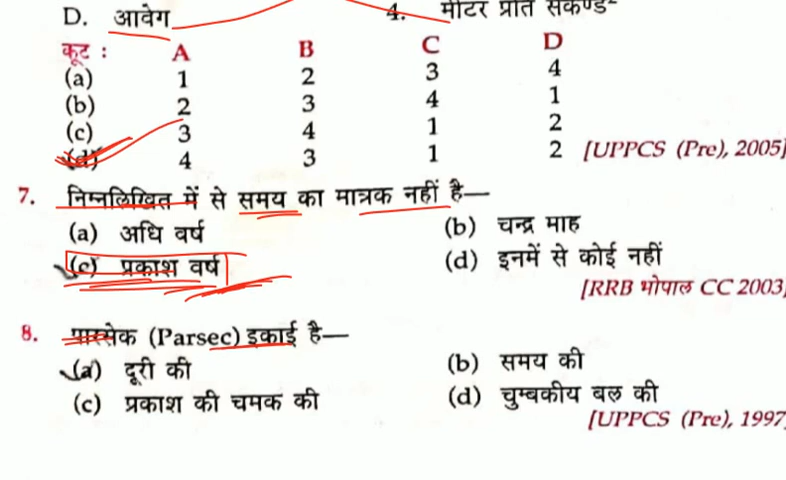 D. आवेग 4. मीटर प्रति सेकण्ड
कूट : A B C D
(a) 1 2 3 4
(b) 2 3 4 1
(c) 3 4 1 2
(d) 4 3 1 2 [UPPCS (Pre), 2005]
7. निम्नलिखित में से समय का मात्रक नहीं है—
(a) अधि वर्ष (b) चन्द्र माह
(c) प्रकाश वर्ष (d) इनमें से कोई नहीं
[RRB भोपाल CC 2003]
8. पारसेक (Parsec) इकाई है—
(a) दूरी की (b) समय की
(c) प्रकाश की चमक की (d) चुम्बकीय बल की
[UPPCS (Pre), 1997]